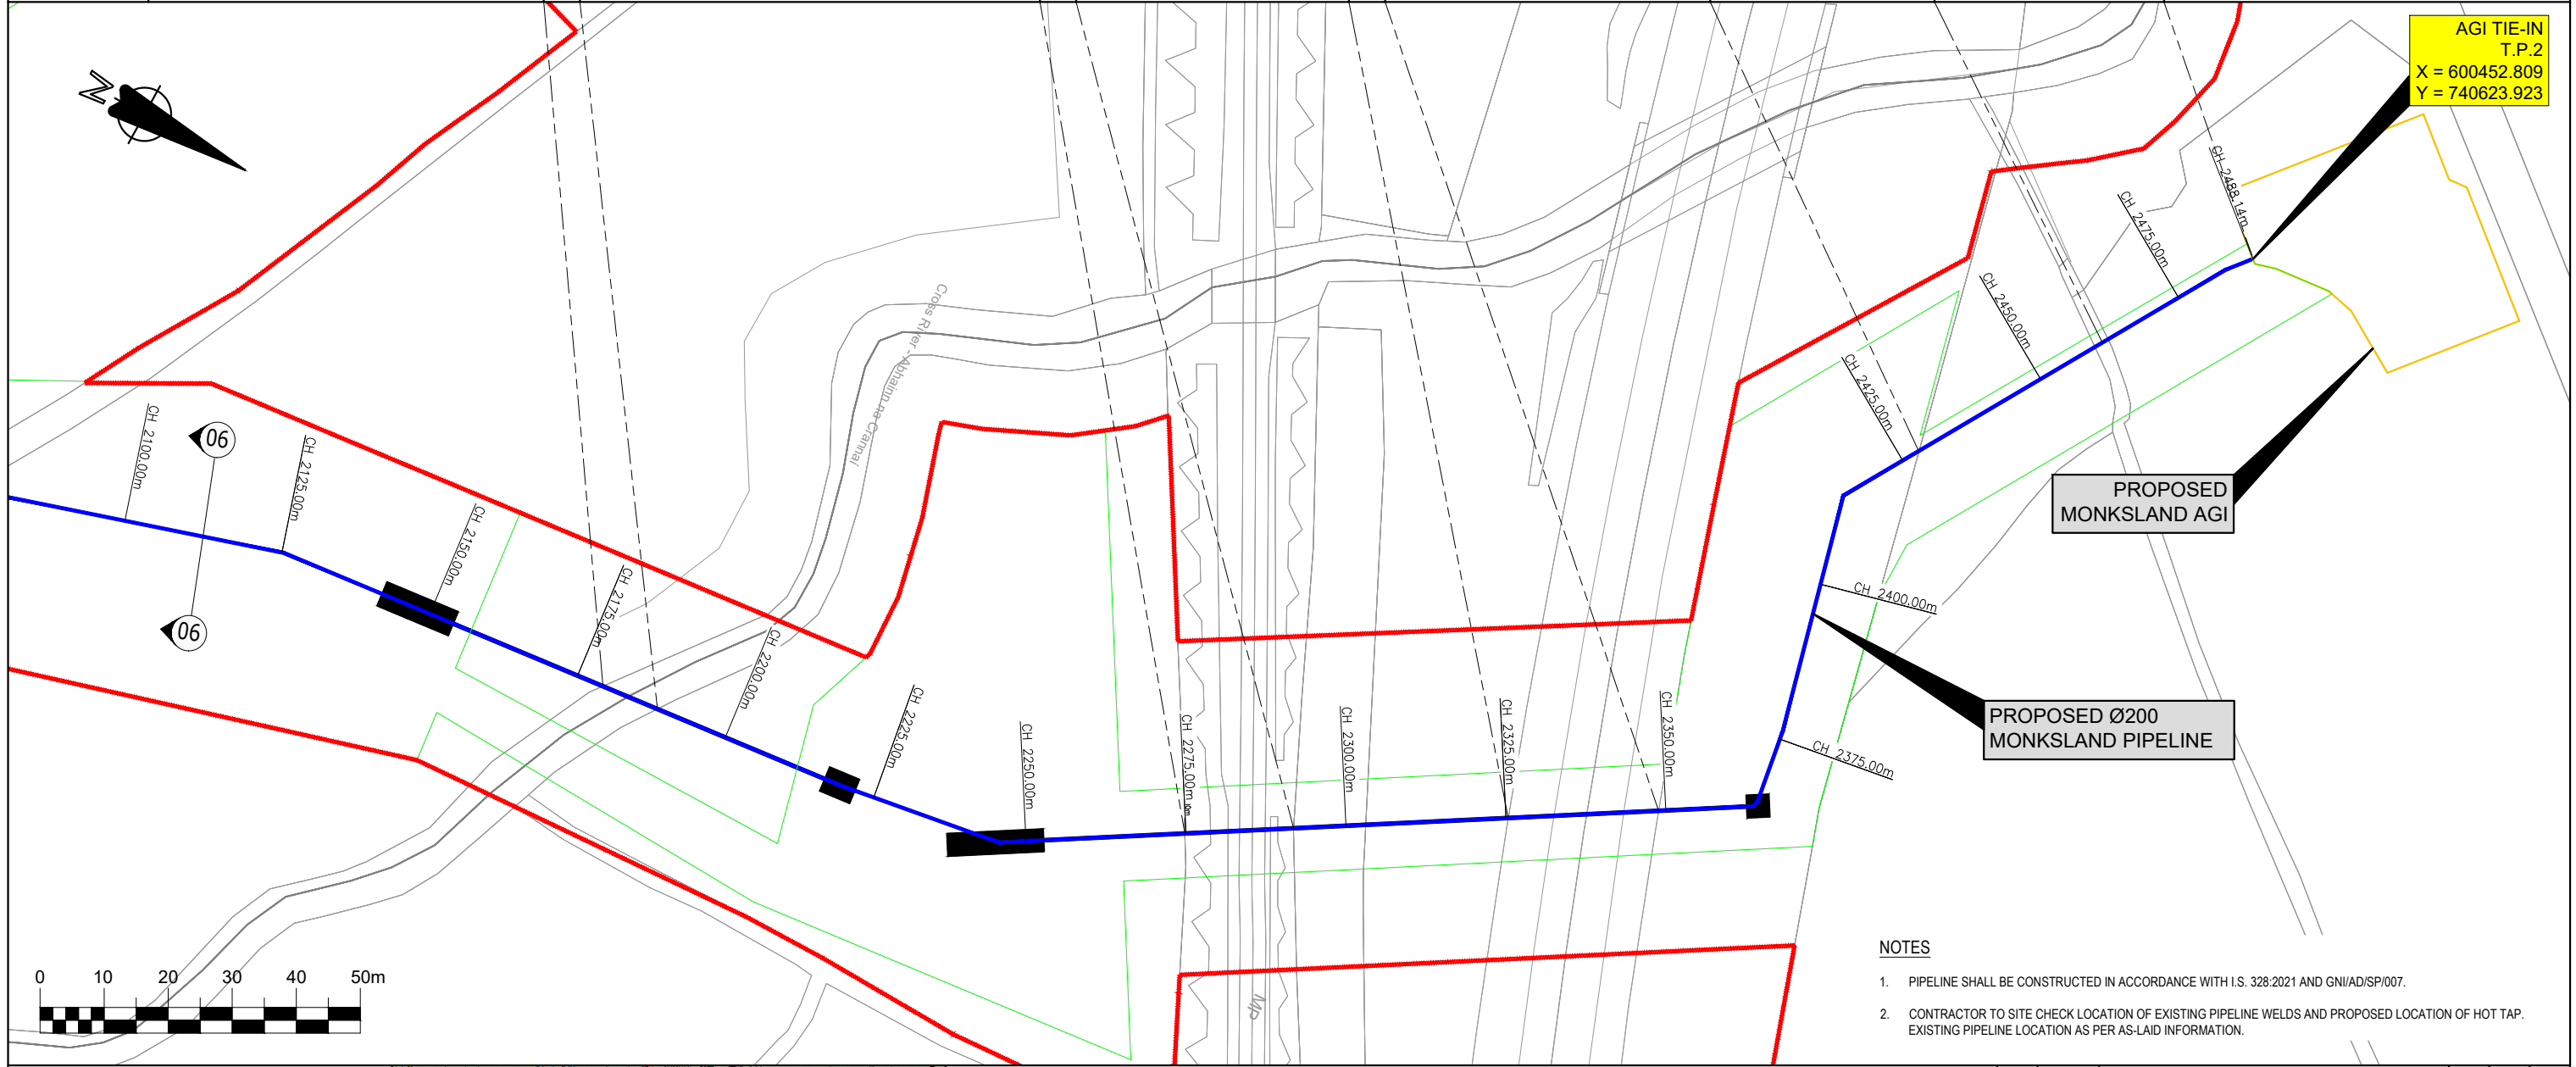 N
AGI TIE-IN
T.P.2
X = 600452.809
Y = 740623.923
CH 2100.00m
06
06
CH 2125.00m
CH 2150.00m
CH 2175.00m
CH 2200.00m
CH 2225.00m
CH 2250.00m
CH 2275.00m
CH 2300.00m
CH 2325.00m
CH 2350.00m
CH 2375.00m
CH 2400.00m
CH 2425.00m
CH 2450.00m
CH 2475.00m
CH 2488.14m
Cross River - Abhainn na Crannaí
PROPOSED
MONKSLAND AGI
PROPOSED Ø200
MONKSLAND PIPELINE
MP
0 10 20 30 40 50m
NOTES
1. PIPELINE SHALL BE CONSTRUCTED IN ACCORDANCE WITH I.S. 328:2021 AND GNI/AD/SP/007.
2. CONTRACTOR TO SITE CHECK LOCATION OF EXISTING PIPELINE WELDS AND PROPOSED LOCATION OF HOT TAP.
EXISTING PIPELINE LOCATION AS PER AS-LAID INFORMATION.